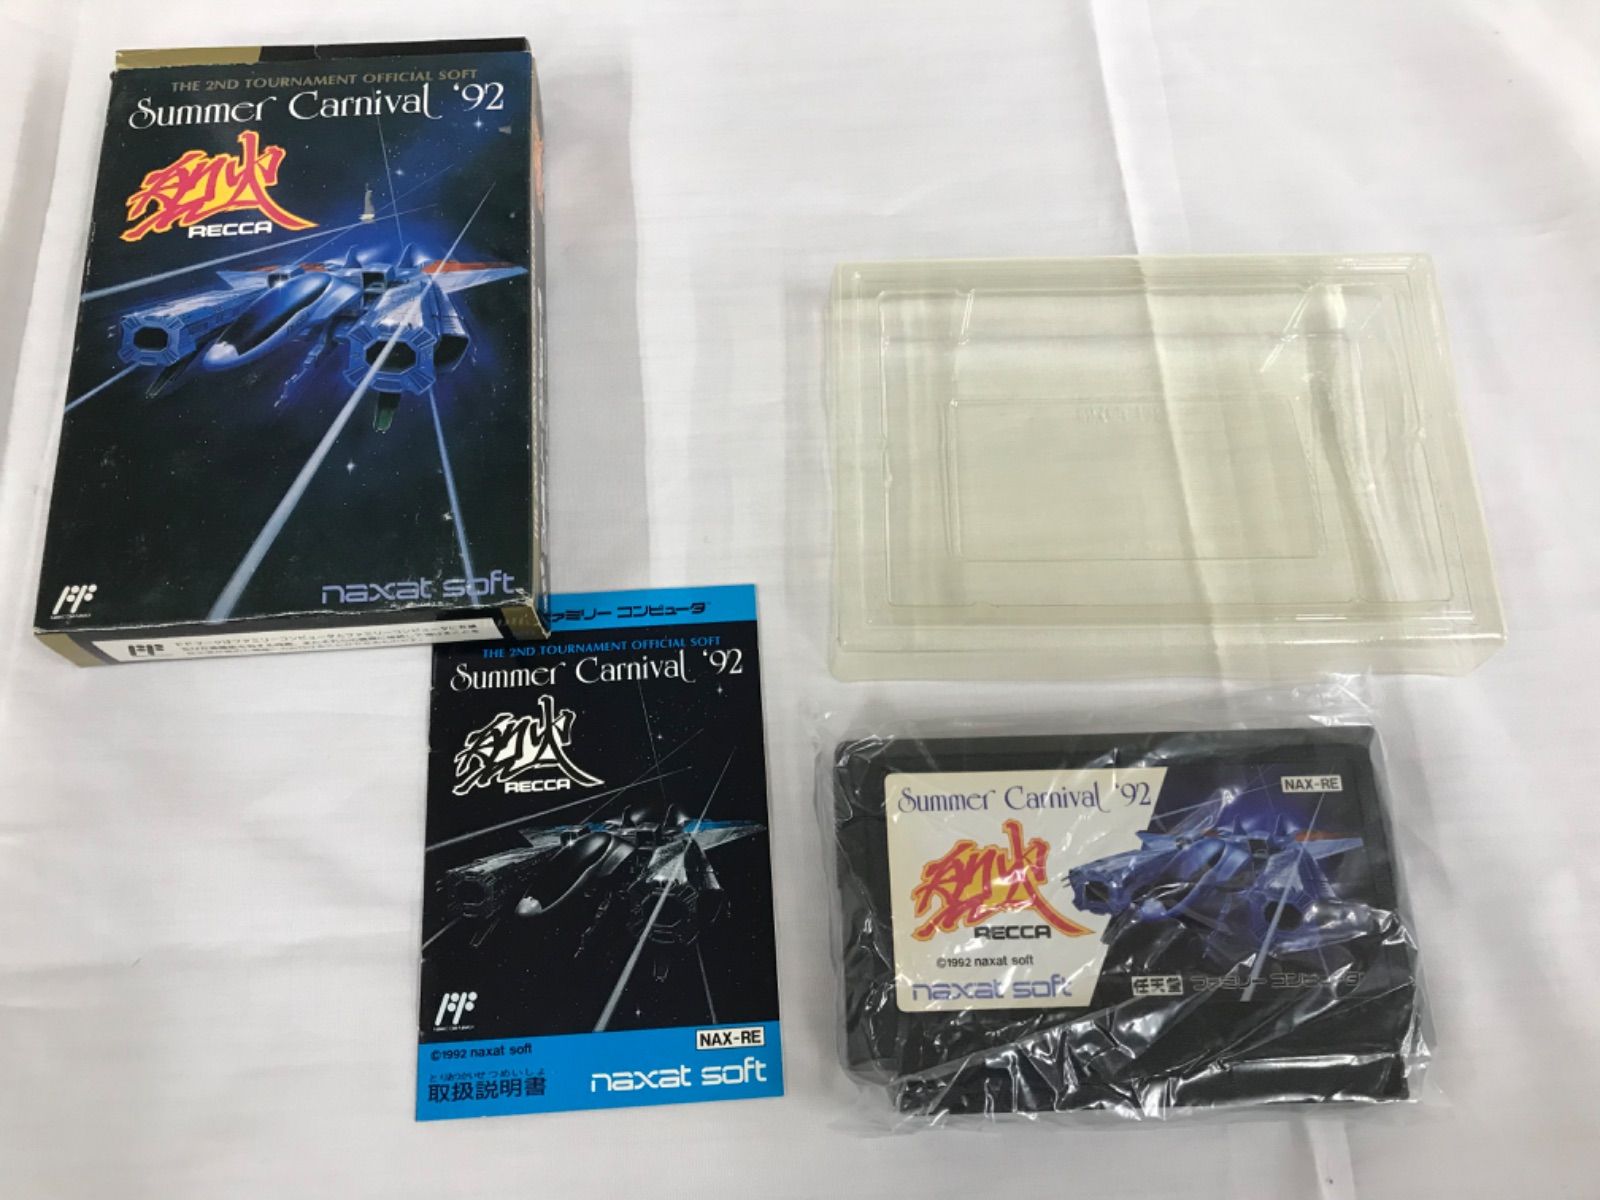 THE 2ND TOURNAMENT OFFICIAL SOFT
Summer Carnival '92
烈火
RECCA
naxat soft
ファミリー コンピュータ
THE 2ND TOURNAMENT OFFICIAL SOFT
Summer Carnival '92
烈火
RECCA
©1992 naxat soft
NAX-RE
とりあつかいせつめいしょ
取扱説明書
naxat soft
Summer Carnival '92
NAX-RE
烈火
RECCA
©1992 naxat soft
naxat soft
任天堂 ファミリー コンピュータ